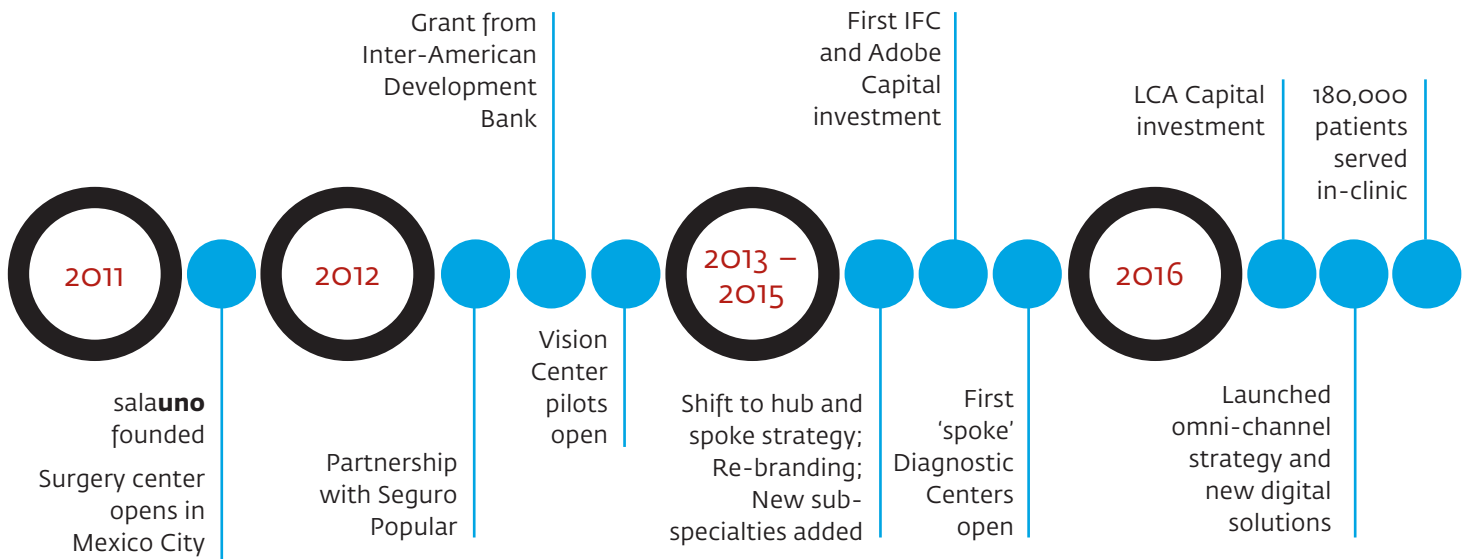 2011
salauno
founded
Surgery center
opens in
Mexico City
2012
Partnership
with Seguro
Popular
Grant from
Inter-American
Development
Bank
Vision
Center
pilots
open
2013 –
2015
Shift to hub and
spoke strategy;
Re-branding;
New sub-
specialties added
First IFC
and Adobe
Capital
investment
First
‘spoke’
Diagnostic
Centers
open
2016
LCA Capital
investment
Launched
omni-channel
strategy and
new digital
solutions
180,000
patients
served
in-clinic